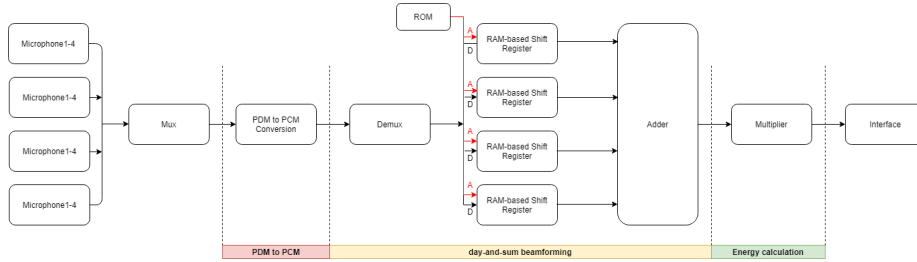 ROM
Microphone1-4
Microphone1-4
Microphone1-4
Microphone1-4
Mux
PDM to PCM
Conversion
Demux
A
D
RAM-based Shift
Register
A
D
RAM-based Shift
Register
A
D
RAM-based Shift
Register
A
D
RAM-based Shift
Register
Adder
Multiplier
Interface
PDM to PCM
day-and-sum beamforming
Energy calculation